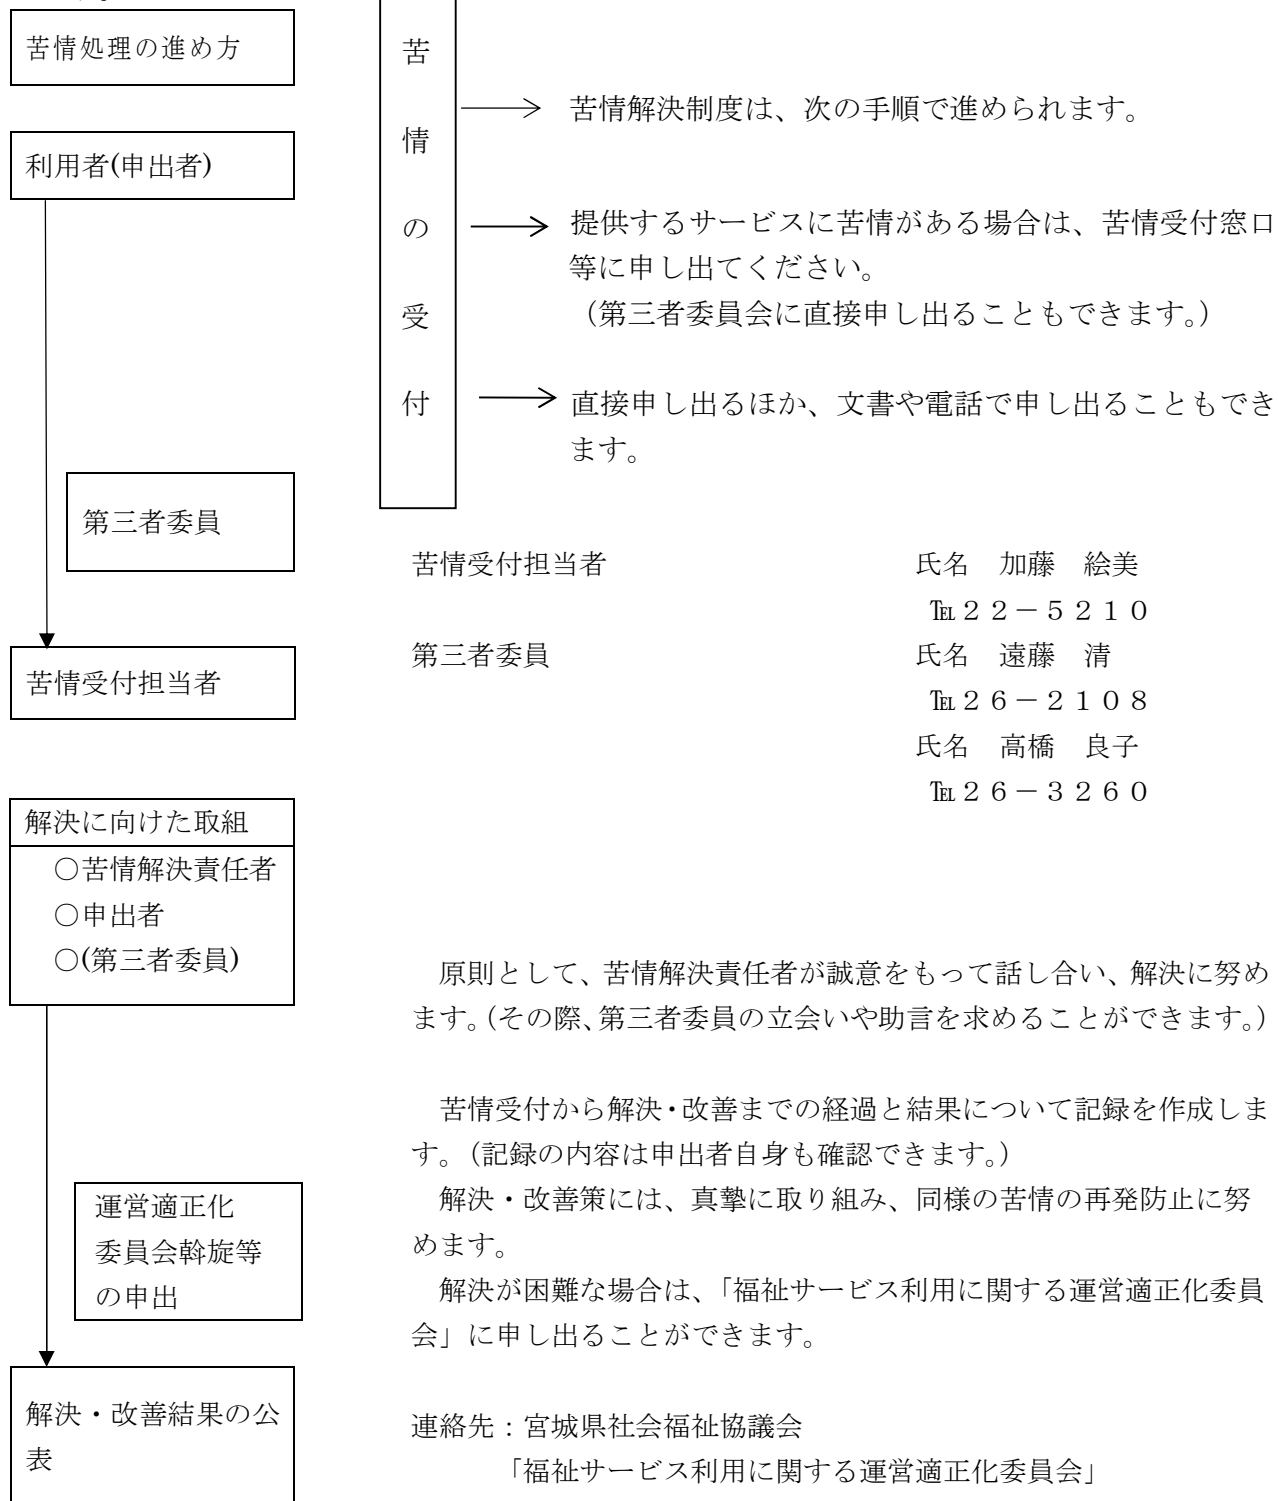 苦情処理の進め方
利用者(申出者)
第三者委員
苦情受付担当者
解決に向けた取組
○苦情解決責任者
○申出者
○(第三者委員)
運営適正化
委員会斡旋等
の申出
解決・改善結果の公
表
苦
情
の
受
付
苦情解決制度は、次の手順で進められます。
提供するサービスに苦情がある場合は、苦情受付窓口
等に申し出てください。
（第三者委員会に直接申し出ることもできます。）
直接申し出るほか、文書や電話で申し出ることもでき
ます。
苦情受付担当者 氏名　加藤　絵美
℡２２－５２１０
第三者委員 氏名　遠藤　清
℡２６－２１０８
氏名　高橋　良子
℡２６－３２６０
原則として、苦情解決責任者が誠意をもって話し合い、解決に努め
ます。（その際、第三者委員の立会いや助言を求めることができます。）
苦情受付から解決・改善までの経過と結果について記録を作成しま
す。（記録の内容は申出者自身も確認できます。）
解決・改善策には、真摯に取り組み、同様の苦情の再発防止に努
めます。
解決が困難な場合は、「福祉サービス利用に関する運営適正化委員
会」に申し出ることができます。
連絡先：宮城県社会福祉協議会
「福祉サービス利用に関する運営適正化委員会」